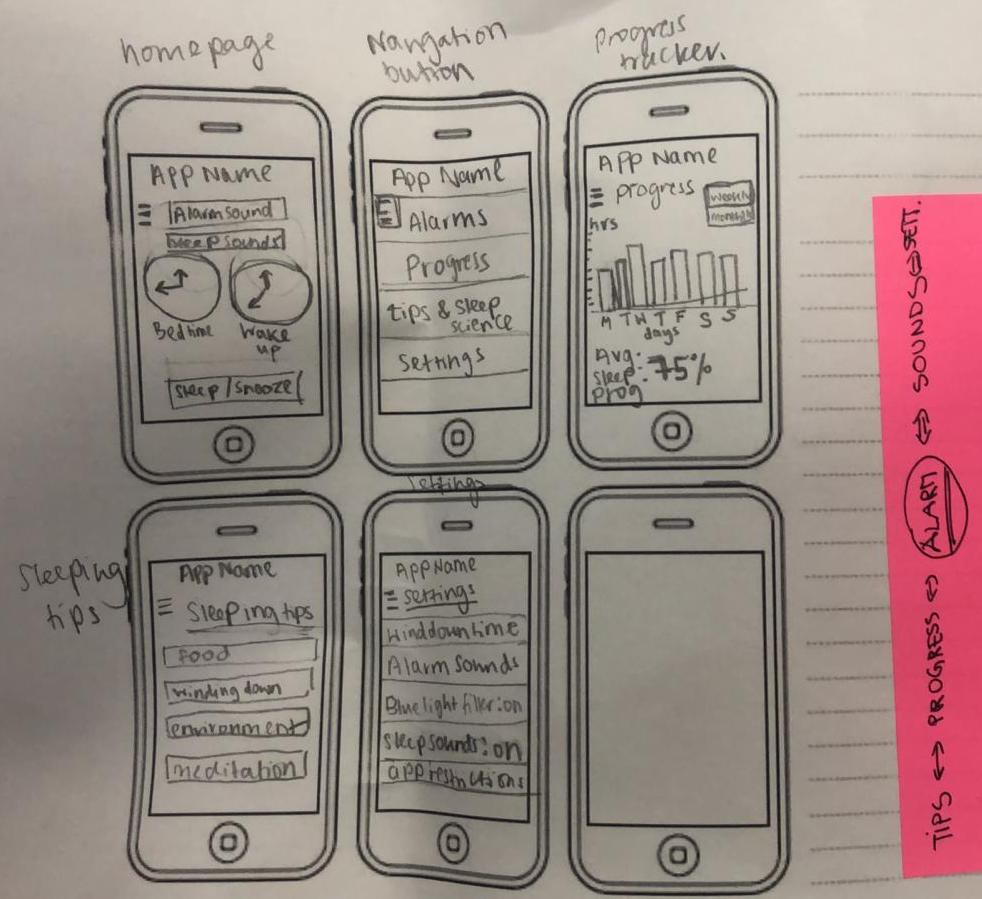 homepage
Navigation
button
Progress
tracker.
App Name
Alarm sound
Sleep sounds
Bedtime
Wake
up
Sleep / Snooze
App Name
Alarms
Progress
tips & sleep
science
Settings
App Name
progress
weekly
monthly
hrs
M T W T F S S
days
Avg.
sleep:
prog
75%
Sleeping
tips
App Name
Sleeping tips
food
winding down
environment
meditation
settings
App Name
settings
winddown time
Alarm sounds
Blue light filter: on
sleep sounds: on
app restrictions
TIPS ↔ PROGRESS ⇔ ALARM ⇔ SOUNDS ⇔ SETT.